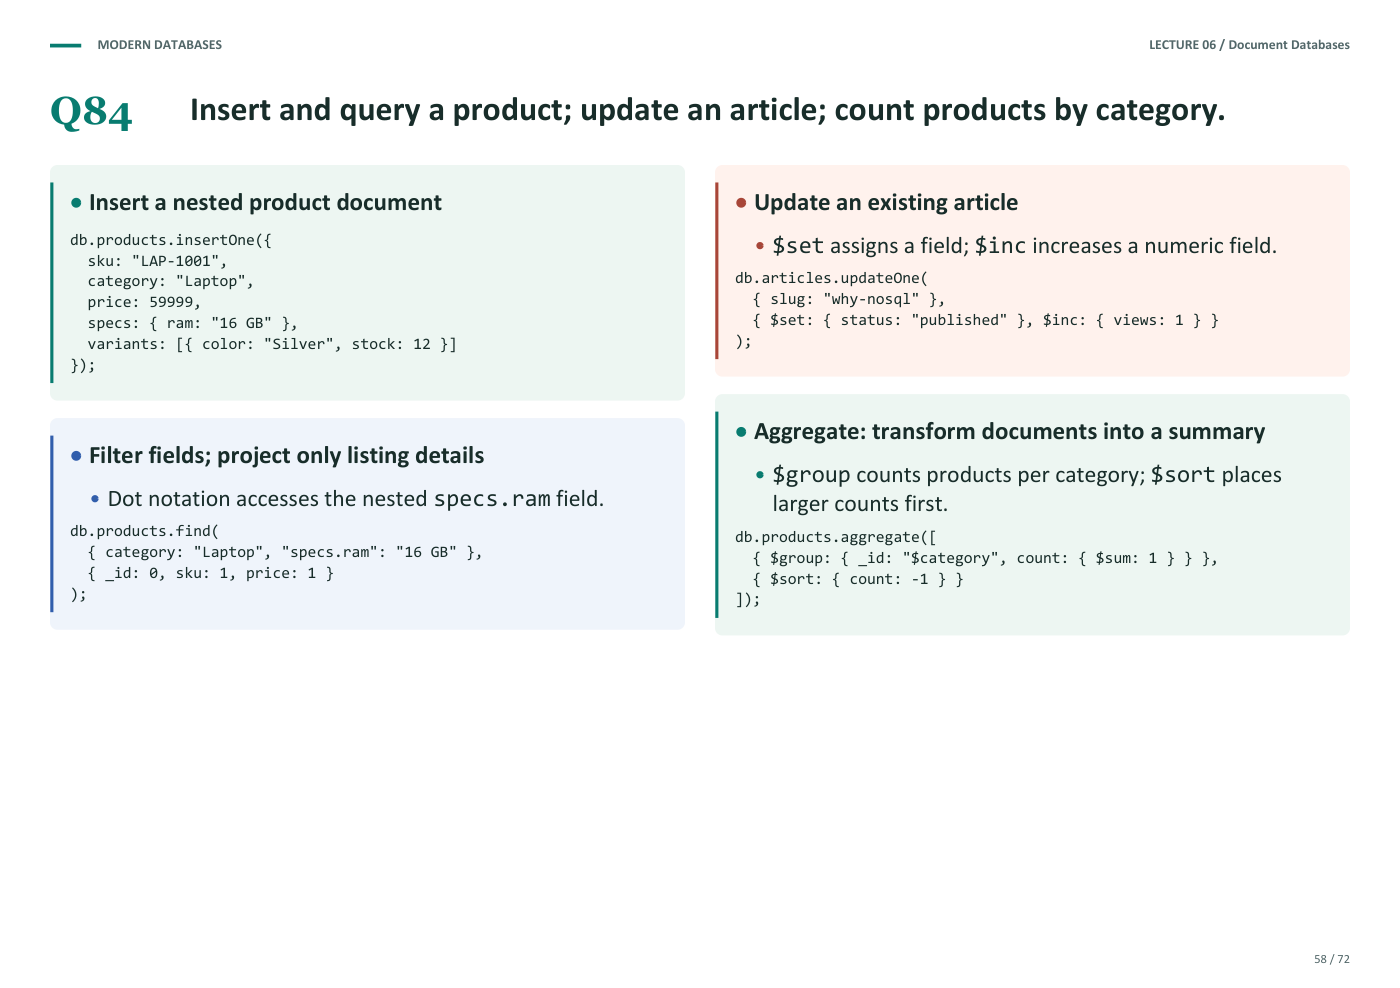 MODERN DATABASES
LECTURE 06 / Document Databases
Q84
Insert and query a product; update an article; count products by category.
• Insert a nested product document
db.products.insertOne({
  sku: "LAP-1001",
  category: "Laptop",
  price: 59999,
  specs: { ram: "16 GB" },
  variants: [{ color: "Silver", stock: 12 }]
});
• Filter fields; project only listing details
• Dot notation accesses the nested specs.ram field.
db.products.find(
  { category: "Laptop", "specs.ram": "16 GB" },
  { _id: 0, sku: 1, price: 1 }
);
• Update an existing article
• $set assigns a field; $inc increases a numeric field.
db.articles.updateOne(
  { slug: "why-nosql" },
  { $set: { status: "published" }, $inc: { views: 1 } }
);
• Aggregate: transform documents into a summary
• $group counts products per category; $sort places
larger counts first.
db.products.aggregate([
  { $group: { _id: "$category", count: { $sum: 1 } } },
  { $sort: { count: -1 } }
]);
58 / 72